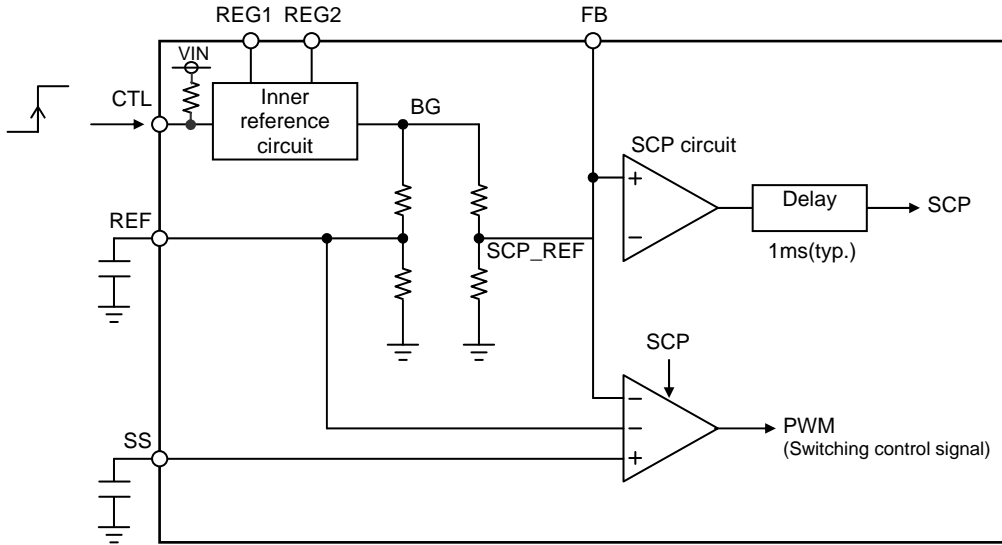 REG1 REG2 FB
VIN
CTL
Inner
reference
circuit
BG
SCP circuit
+
−
Delay
SCP
1ms(typ.)
REF
SCP_REF
SCP
−
−
+
PWM
(Switching control signal)
SS